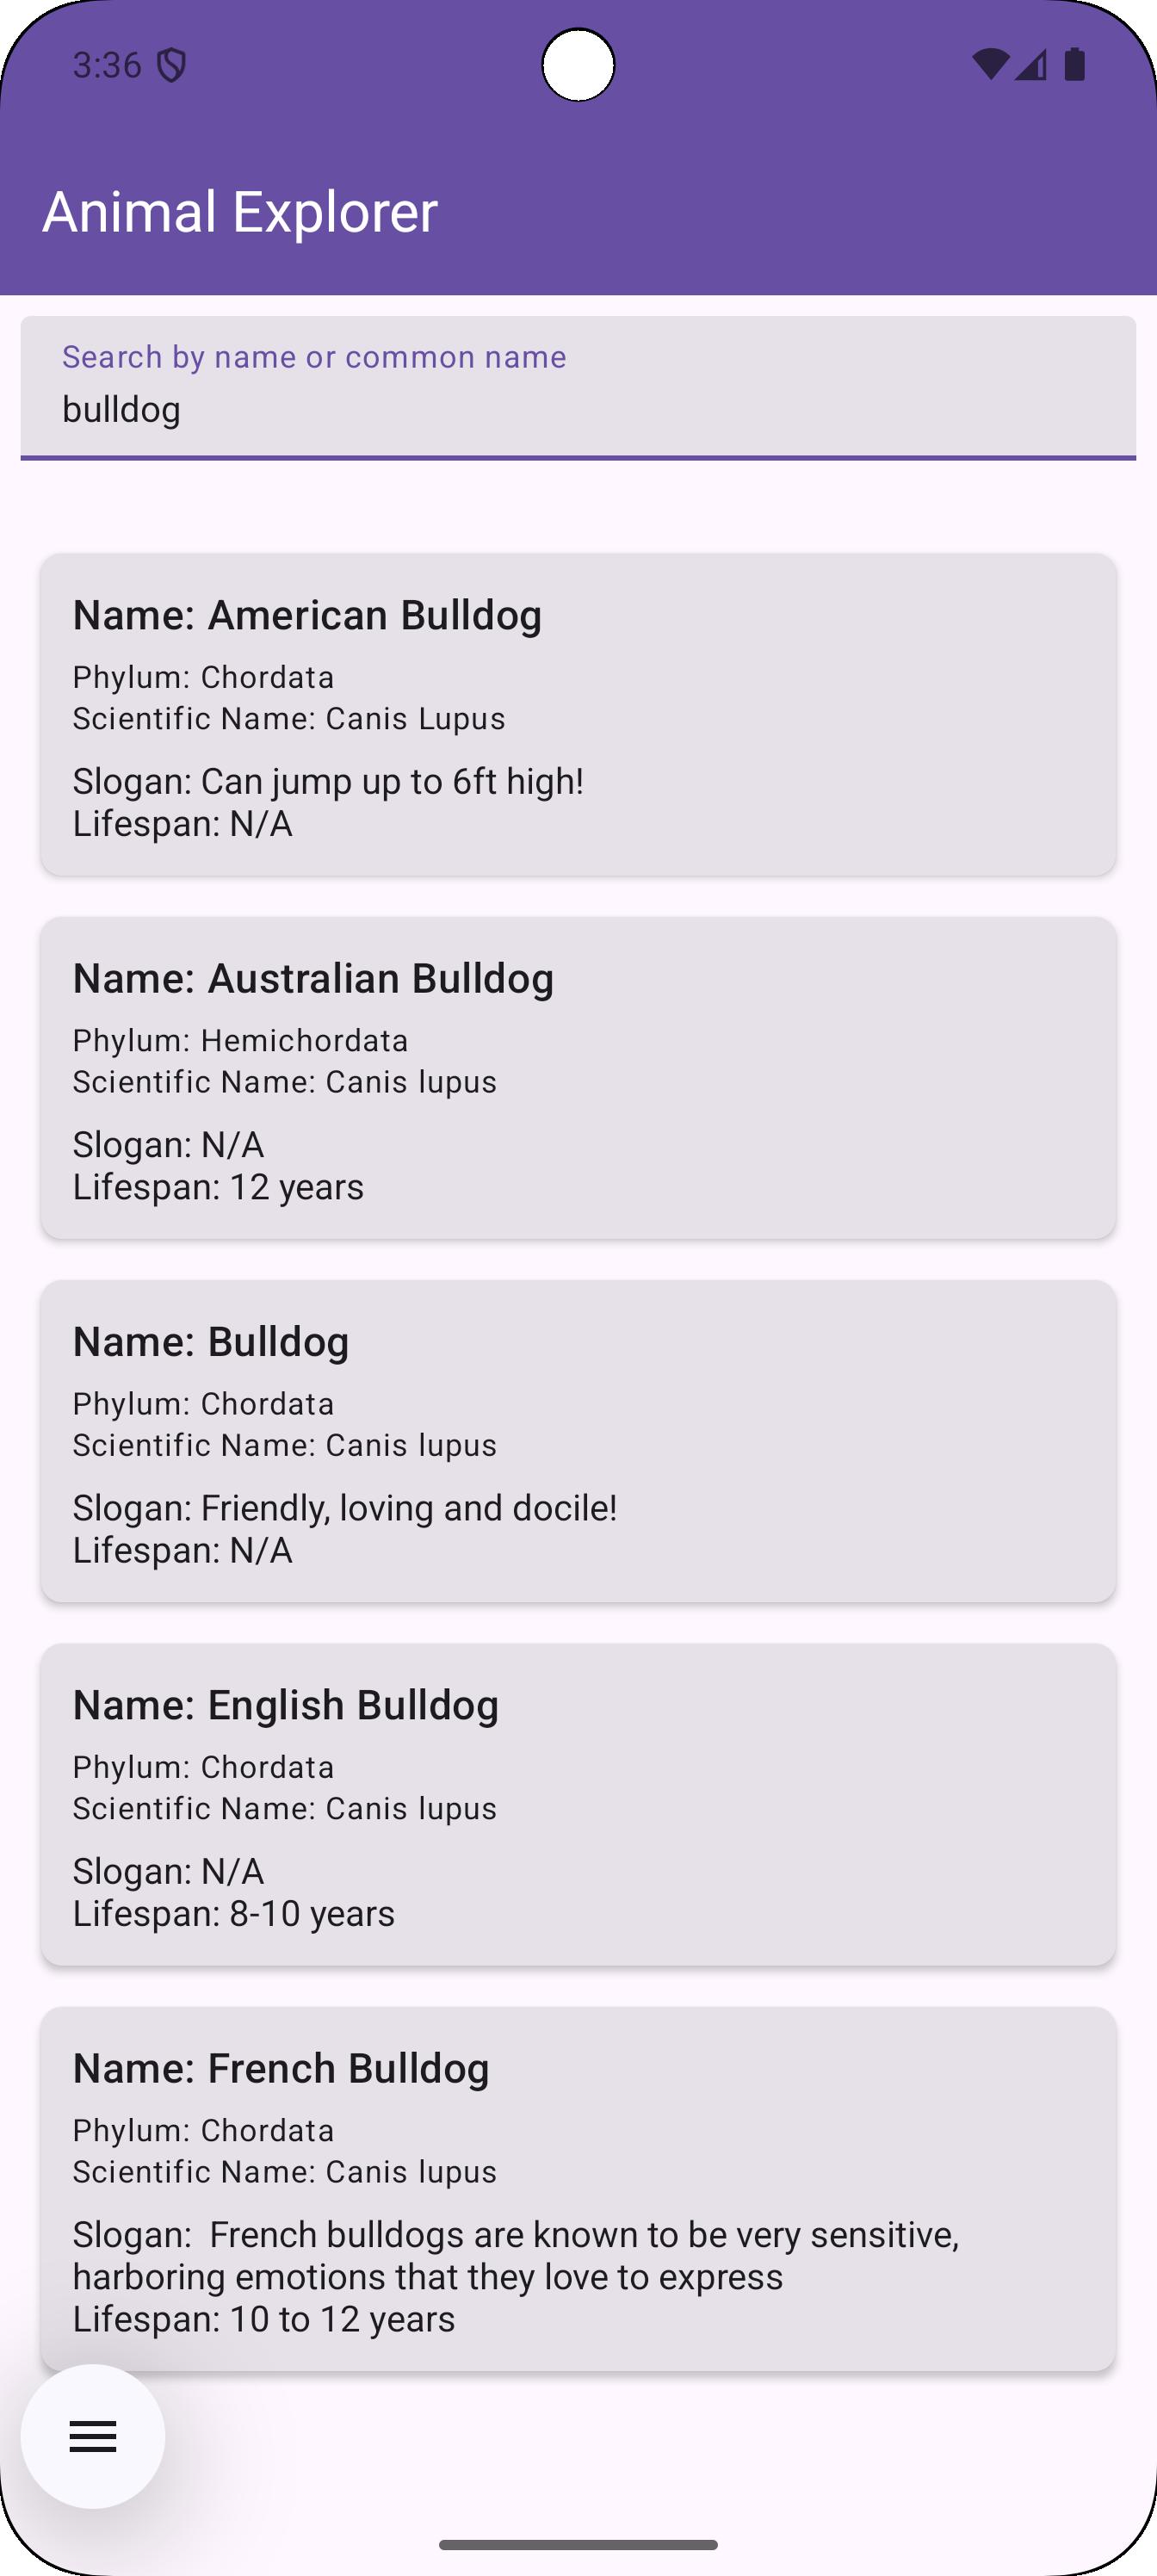 3:36
Animal Explorer
Search by name or common name
bulldog
Name: American Bulldog
Phylum: Chordata
Scientific Name: Canis Lupus
Slogan: Can jump up to 6ft high!
Lifespan: N/A
Name: Australian Bulldog
Phylum: Hemichordata
Scientific Name: Canis lupus
Slogan: N/A
Lifespan: 12 years
Name: Bulldog
Phylum: Chordata
Scientific Name: Canis lupus
Slogan: Friendly, loving and docile!
Lifespan: N/A
Name: English Bulldog
Phylum: Chordata
Scientific Name: Canis lupus
Slogan: N/A
Lifespan: 8-10 years
Name: French Bulldog
Phylum: Chordata
Scientific Name: Canis lupus
Slogan:  French bulldogs are known to be very sensitive,
harboring emotions that they love to express
Lifespan: 10 to 12 years